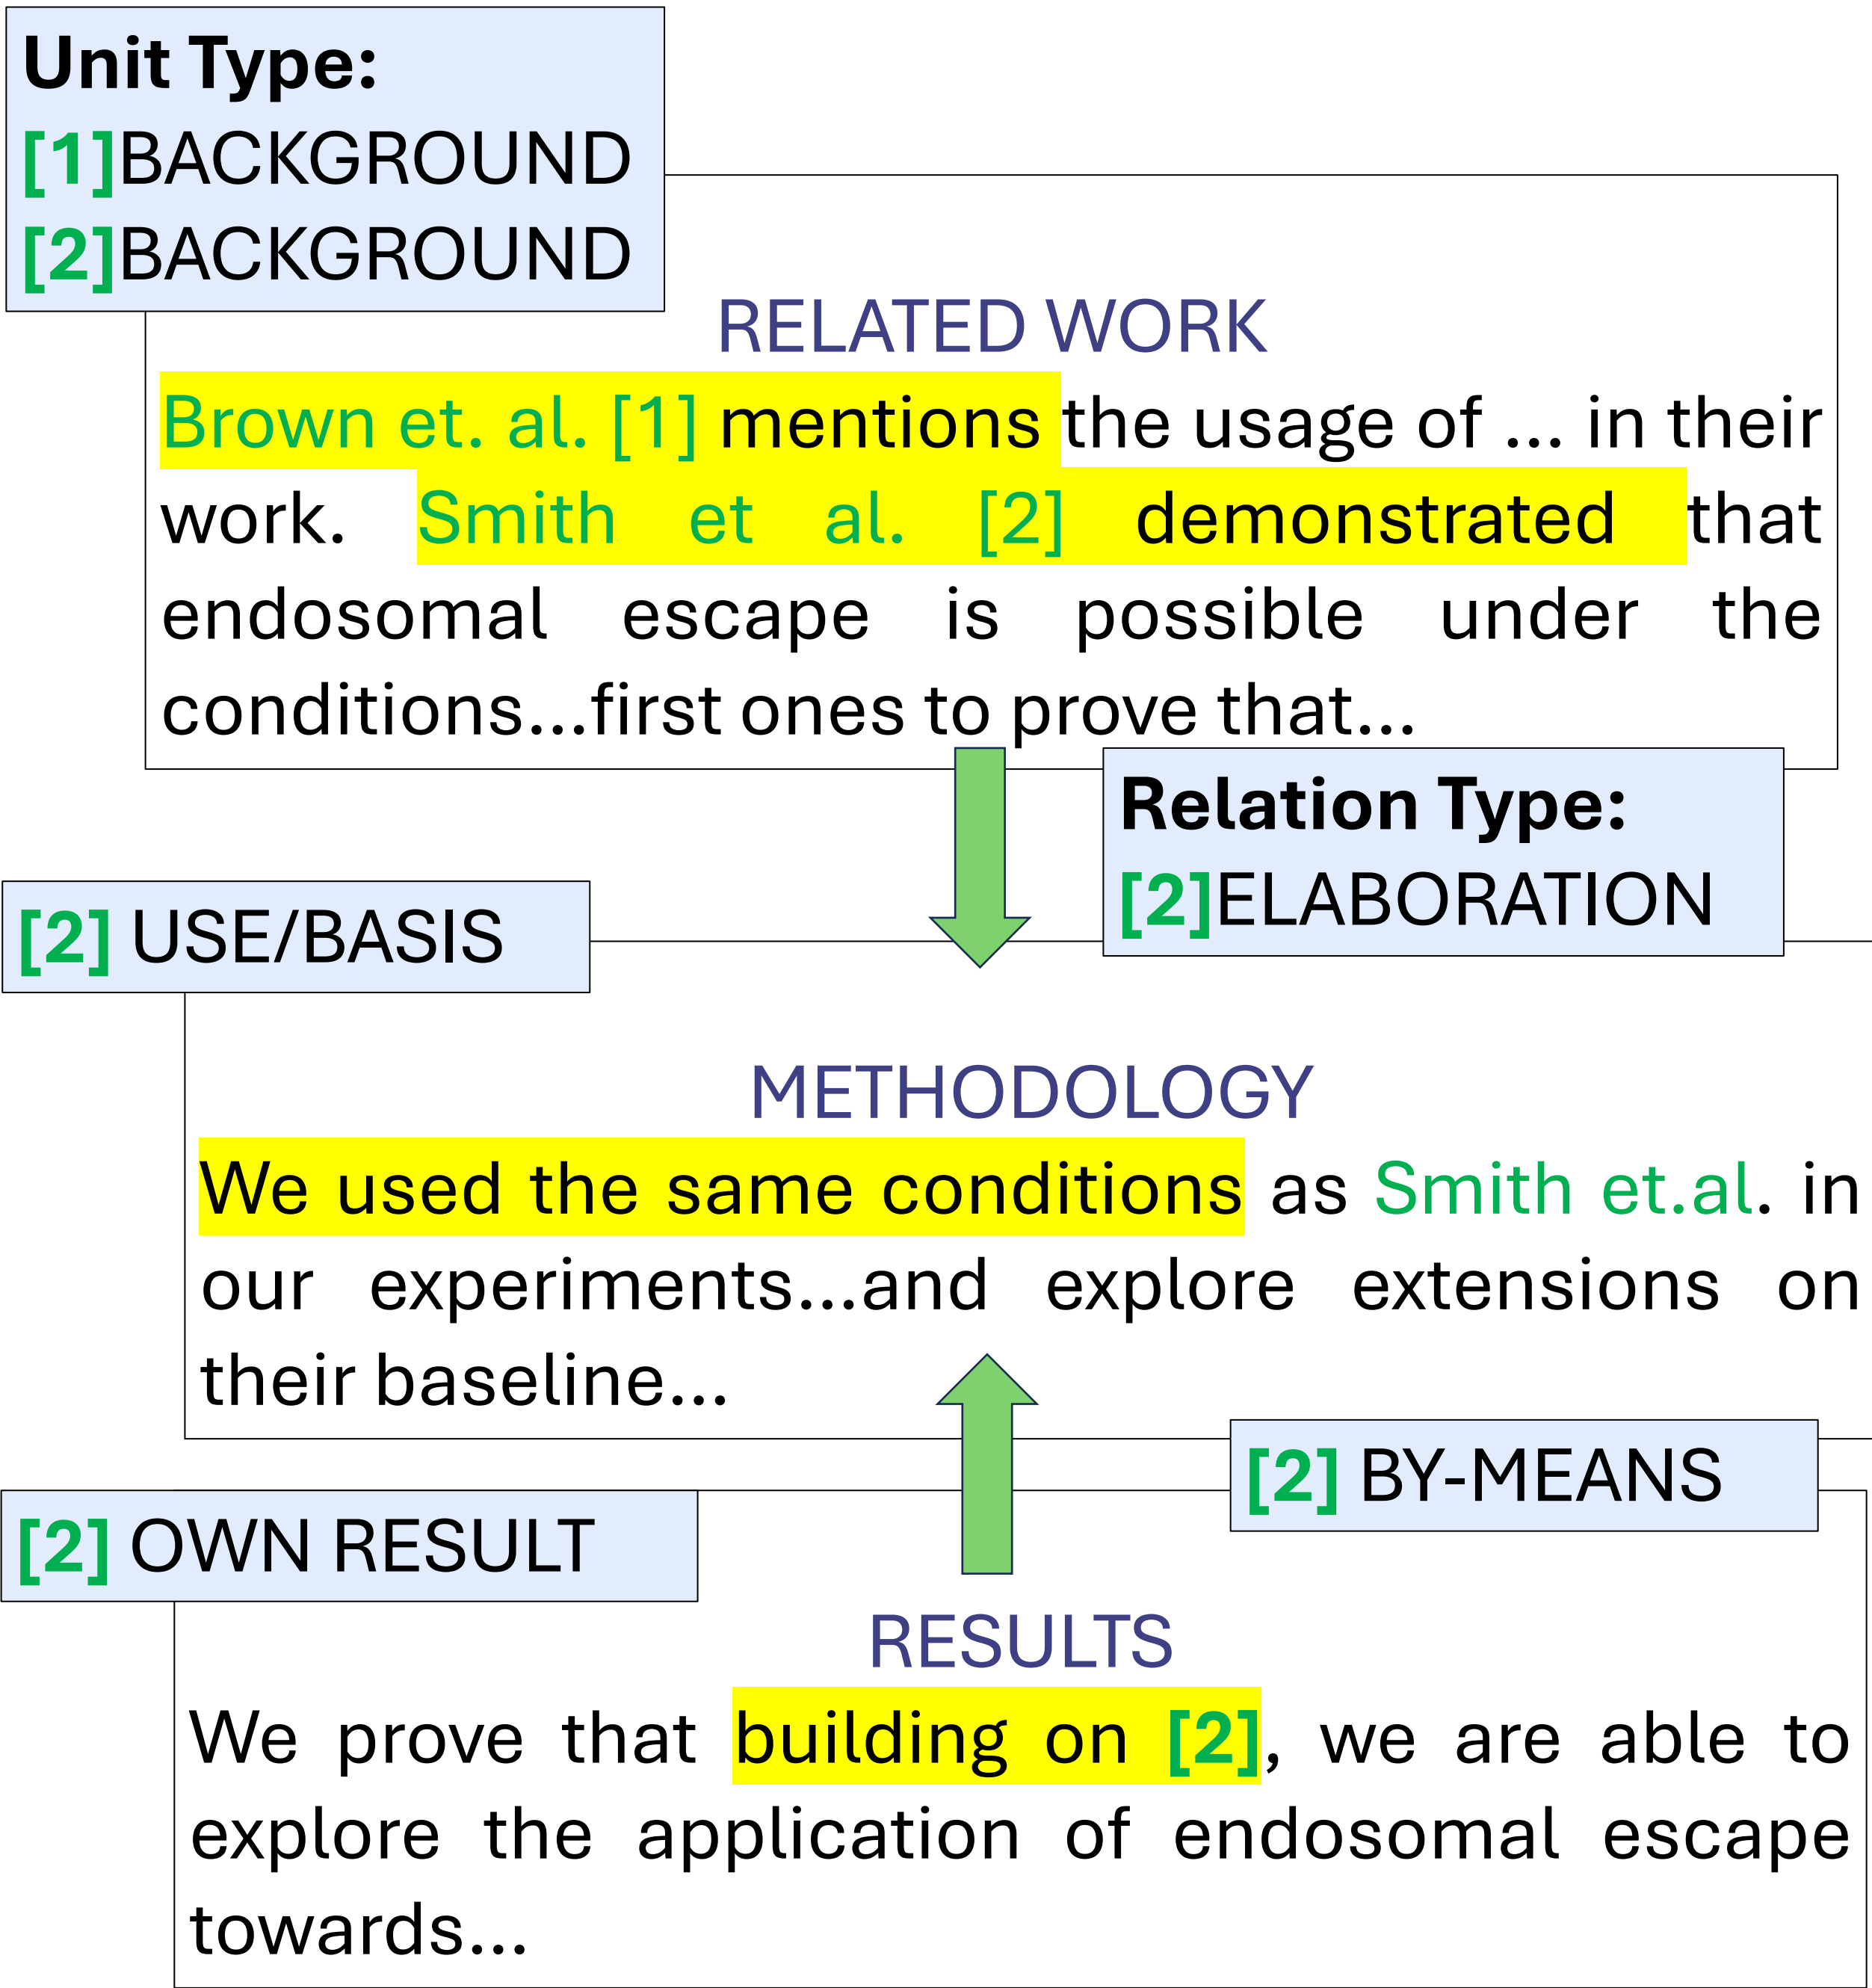 Unit Type:
[1]BACKGROUND
[2]BACKGROUND
RELATED WORK
Brown et. al. [1] mentions the usage of ... in their
work. Smith et al. [2] demonstrated that
endosomal escape is possible under the
conditions...first ones to prove that...
Relation Type:
[2]ELABORATION
[2] USE/BASIS
METHODOLOGY
We used the same conditions as Smith et.al. in
our experiments...and explore extensions on
their baseline...
[2] BY-MEANS
[2] OWN RESULT
RESULTS
We prove that building on [2], we are able to
explore the application of endosomal escape
towards...